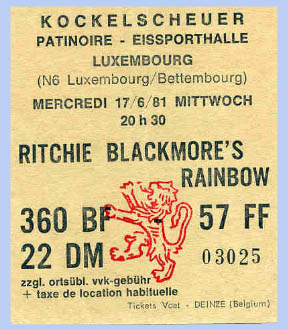 KOCKELSCHEUER
PATINOIRE - EISSPORTHALLE
LUXEMBOURG
(N6 Luxembourg/Bettembourg)
MERCREDI 17/6/81 MITTWOCH
20 h 30
RITCHIE BLACKMORE'S
RAINBOW
360 BF 57 FF
22 DM 03025
zzgl. ortsübl. vvk-gebühr
+ taxe de location habituelle
Tickets Voet - DEINZE (Belgium)